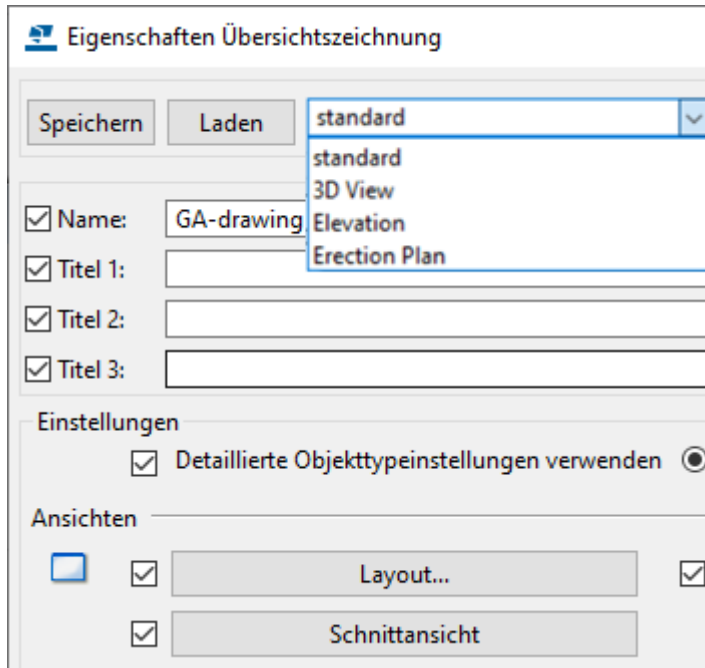 Eigenschaften Übersichtszeichnung
Speichern Laden standard
standard
3D View
Name: GA-drawing Elevation
Erection Plan
Titel 1:
Titel 2:
Titel 3:
Einstellungen
Detaillierte Objekttypeinstellungen verwenden
Ansichten
Layout...
Schnittansicht